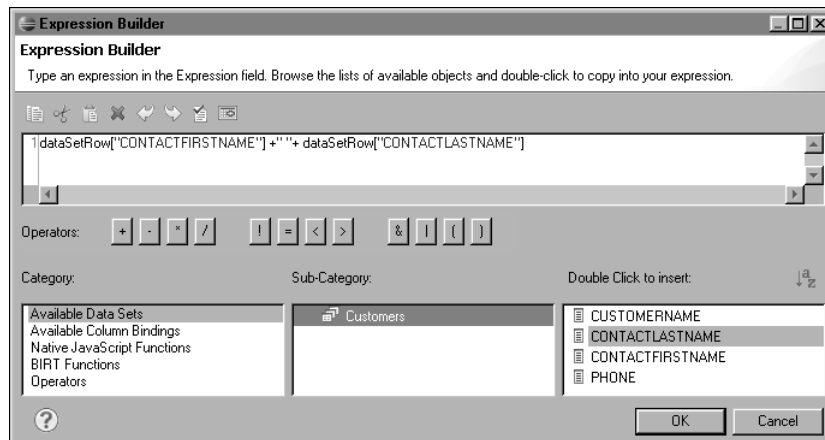 Expression Builder
Expression Builder
Type an expression in the Expression field. Browse the lists of available objects and double-click to copy into your expression.
1 dataSetRow["CONTACTFIRSTNAME"] +" "+ dataSetRow["CONTACTLASTNAME"]
Operators: + - * / ! = < > & | ( )
Category: Sub-Category: Double Click to insert:
Available Data Sets
Available Column Bindings
Native JavaScript Functions
BIRT Functions
Operators
Customers
CUSTOMERNAME
CONTACTLASTNAME
CONTACTFIRSTNAME
PHONE
OK Cancel